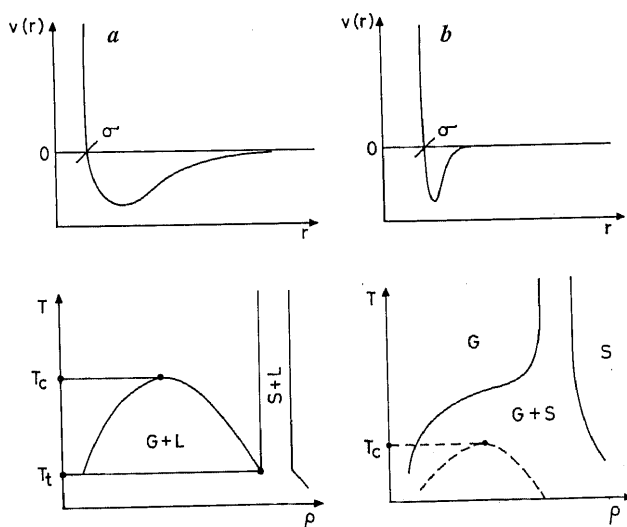 v(r) a
σ
0
r
v(r) b
σ
0
r
T
T_c
G+L
S+L
T_t
ρ
T
G
S
G+S
T_c
ρ